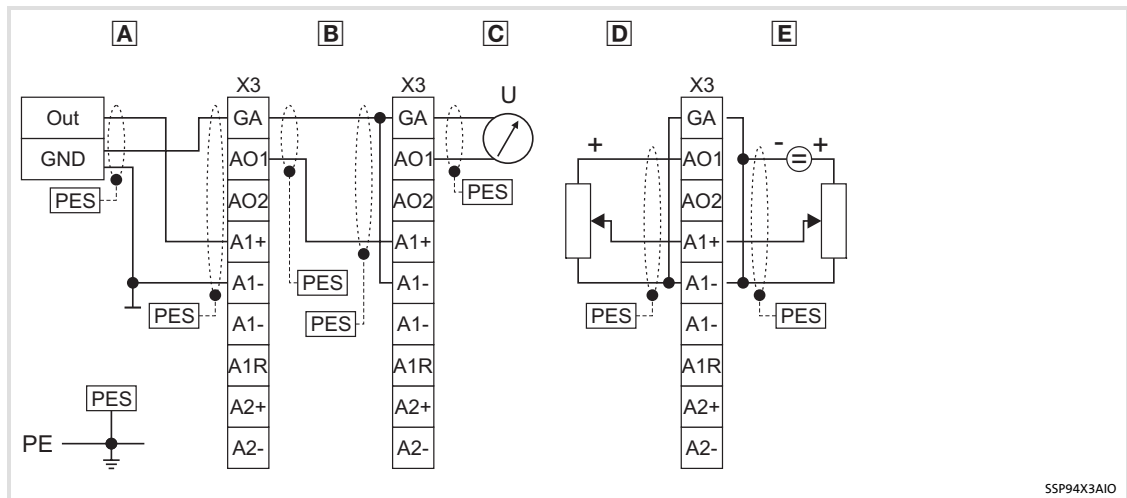 A B C D E
X3 X3 X3
U
Out GA GA GA
+ - = +
GND AO1 AO1 AO1
PES PES PES
AO2 AO2 AO2
A1+ A1+ A1+
A1- A1- A1-
PES
PES PES PES PES
A1- A1- A1-
A1R A1R A1R
PES
A2+ A2+ A2+
PE A2- A2- A2-
SSP94X3AIO